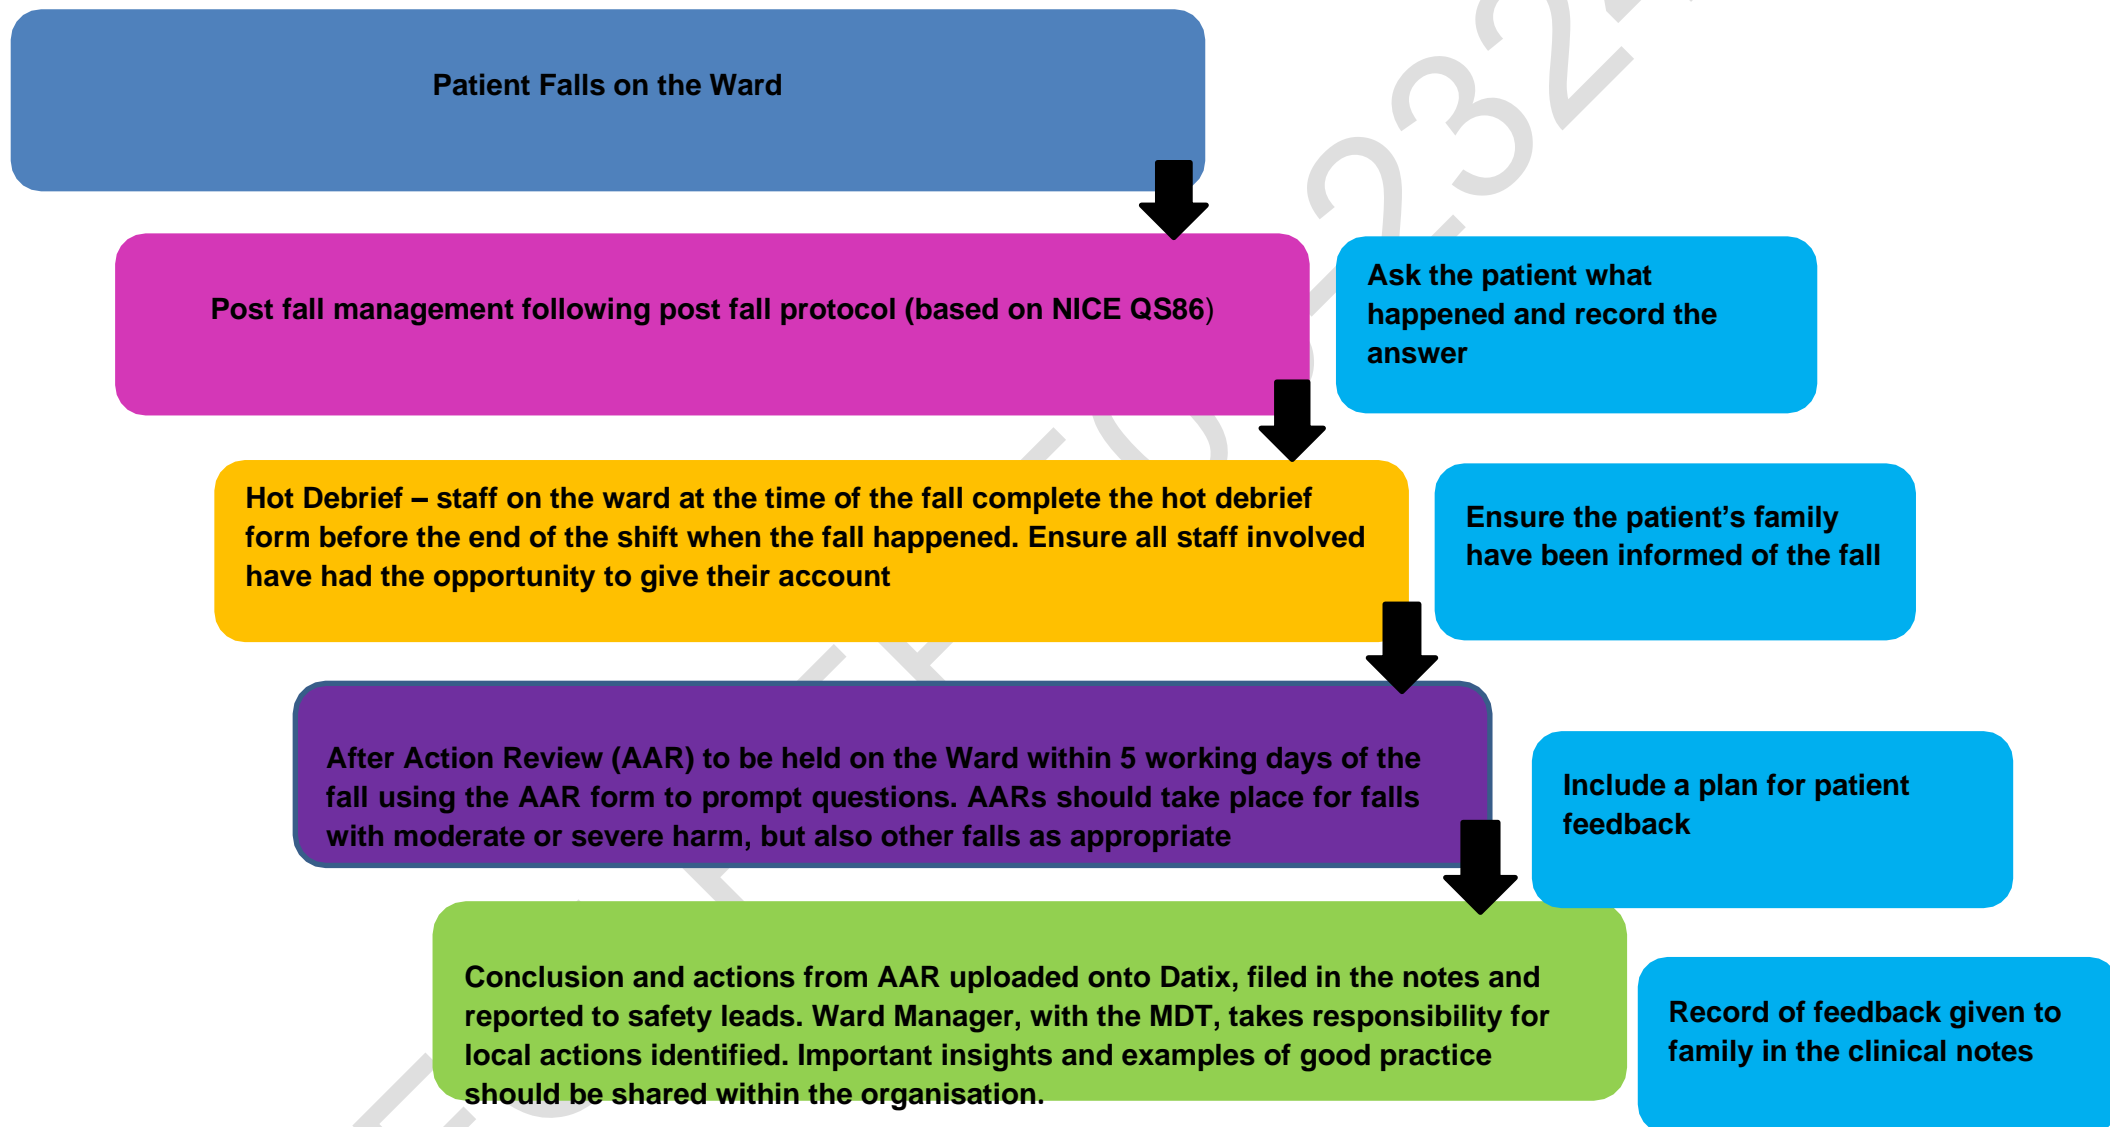 Patient Falls on the Ward
Post fall management following post fall protocol (based on NICE QS86)
Ask the patient what
happened and record the
answer
Hot Debrief – staff on the ward at the time of the fall complete the hot debrief
form before the end of the shift when the fall happened. Ensure all staff involved
have had the opportunity to give their account
Ensure the patient’s family
have been informed of the fall
After Action Review (AAR) to be held on the Ward within 5 working days of the
fall using the AAR form to prompt questions. AARs should take place for falls
with moderate or severe harm, but also other falls as appropriate
Include a plan for patient
feedback
Conclusion and actions from AAR uploaded onto Datix, filed in the notes and
reported to safety leads. Ward Manager, with the MDT, takes responsibility for
local actions identified. Important insights and examples of good practice
should be shared within the organisation.
Record of feedback given to
family in the clinical notes